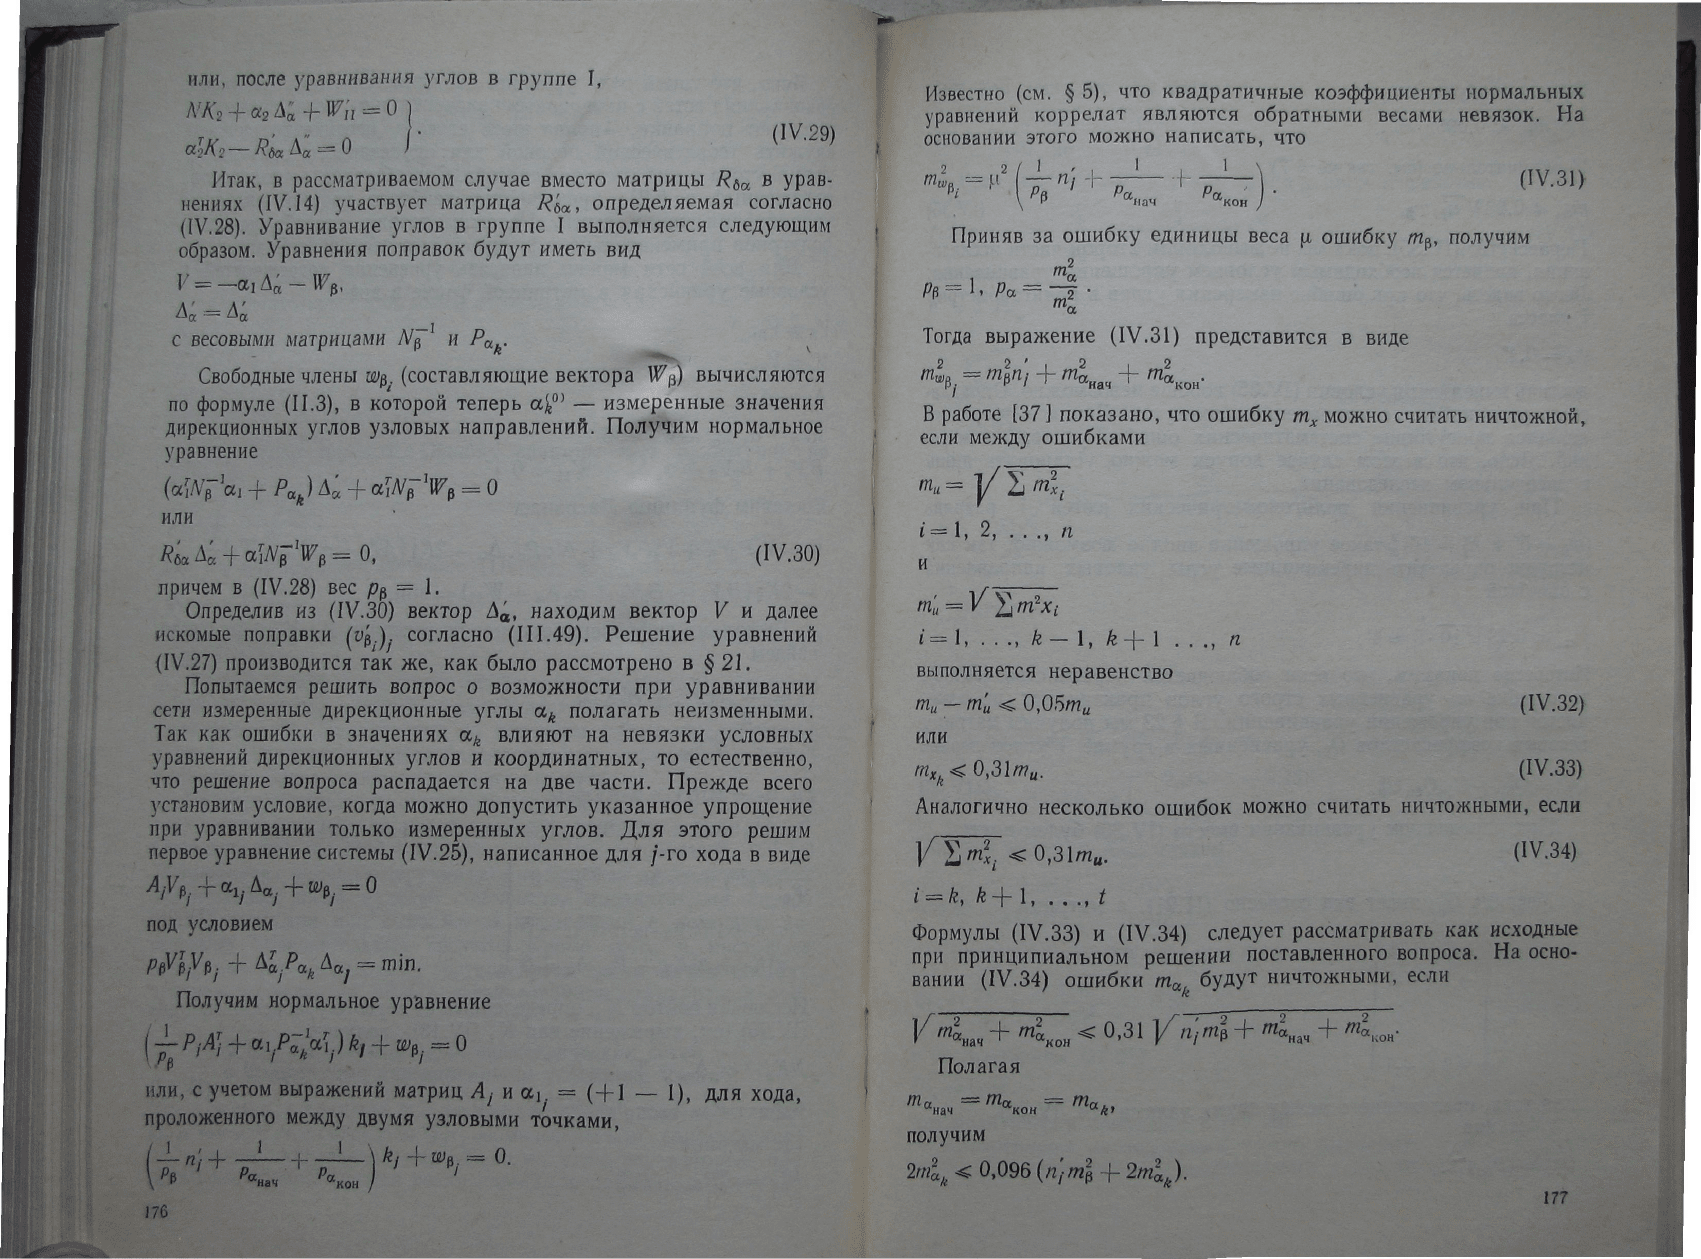 или, после уравнивания углов в группе I,
NK₂ + α₂ Δ″α + W′II = 0
α₂ᵀK₂ — R′δα Δ″α = 0
(IV.29)
Итак, в рассматриваемом случае вместо матрицы Rδα в урав-
нениях (IV.14) участвует матрица R′δα, определяемая согласно
(IV.28). Уравнивание углов в группе I выполняется следующим
образом. Уравнения поправок будут иметь вид
V = —α₁ Δ′α — Wβ,
Δ′α = Δ′α
с весовыми матрицами Nβ⁻¹ и Pαk.
Свободные члены wβi (составляющие вектора Wβ) вычисляются
по формуле (II.3), в которой теперь αk⁽⁰⁾ — измеренные значения
дирекционных углов узловых направлений. Получим нормальное
уравнение
(α₁ᵀNβ⁻¹α₁ + Pαk) Δ′α + α₁ᵀNβ⁻¹Wβ = 0
или
R′δα Δ′α + α₁ᵀNβ⁻¹Wβ = 0, (IV.30)
причем в (IV.28) вес pβ = 1.
Определив из (IV.30) вектор Δ′α, находим вектор V и далее
искомые поправки (v′βi)j согласно (III.49). Решение уравнений
(IV.27) производится так же, как было рассмотрено в § 21.
Попытаемся решить вопрос о возможности при уравнивании
сети измеренные дирекционные углы αk полагать неизменными.
Так как ошибки в значениях αk влияют на невязки условных
уравнений дирекционных углов и координатных, то естественно,
что решение вопроса распадается на две части. Прежде всего
установим условие, когда можно допустить указанное упрощение
при уравнивании только измеренных углов. Для этого решим
первое уравнение системы (IV.25), написанное для j-го хода в виде
AjVβj + α₁j Δαj + wβj = 0
под условием
pβVᵀβjVβj + ΔᵀαjPαk Δαj = min.
Получим нормальное уравнение
(1/pβ PjAjᵀ + α₁jPαk⁻¹α₁jᵀ) kj + wβj = 0
или, с учетом выражений матриц Aj и α₁j = (+1 — 1), для хода,
проложенного между двумя узловыми точками,
(1/pβ n′j + 1/pαнач + 1/pαкон) kj + wβj = 0.
176
Известно (см. § 5), что квадратичные коэффициенты нормальных
уравнений коррелат являются обратными весами невязок. На
основании этого можно написать, что
m²wβi = μ² (1/pβ n′j + 1/pαнач + 1/pαкон). (IV.31)
Приняв за ошибку единицы веса μ ошибку mβ, получим
pβ = 1, pα = m²α/m²α.
Тогда выражение (IV.31) представится в виде
m²wβj = m²βn′j + m²αнач + m²αкон.
В работе [37] показано, что ошибку mx можно считать ничтожной,
если между ошибками
mu = √Σ m²xi
i = 1, 2, . . ., n
и
m′u = √Σm²xi
i = 1, . . ., k — 1, k + 1 . . ., n
выполняется неравенство
mu — m′u ⩽ 0,05mu (IV.32)
или
mxk ⩽ 0,31mu. (IV.33)
Аналогично несколько ошибок можно считать ничтожными, если
√Σ m²xi ⩽ 0,31mu. (IV.34)
i = k, k + 1, . . ., t
Формулы (IV.33) и (IV.34) следует рассматривать как исходные
при принципиальном решении поставленного вопроса. На осно-
вании (IV.34) ошибки mαk будут ничтожными, если
√(m²αнач + m²αкон) ⩽ 0,31 √(n′jm²β + m²αнач + m²αкон).
Полагая
mαнач = mαкон = mαk,
получим
2m²αk ⩽ 0,096 (n′jm²β + 2m²αk).
177